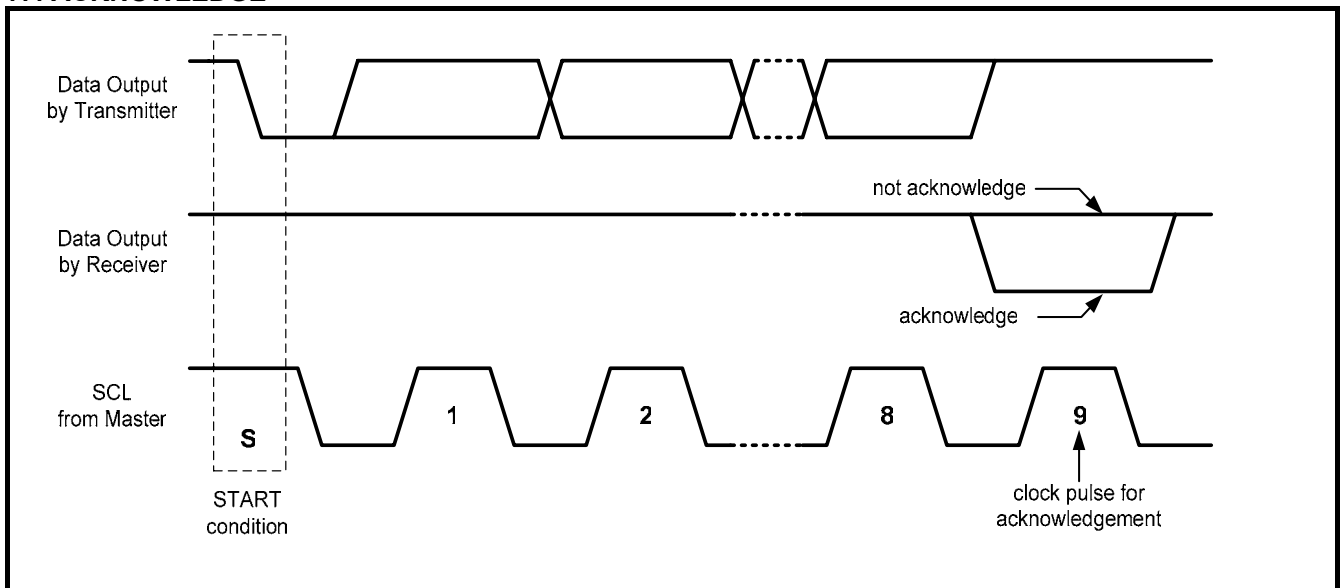 Data Output
by Transmitter
not acknowledge
Data Output
by Receiver
acknowledge
SCL
from Master
S
1
2
8
9
START
condition
clock pulse for
acknowledgement